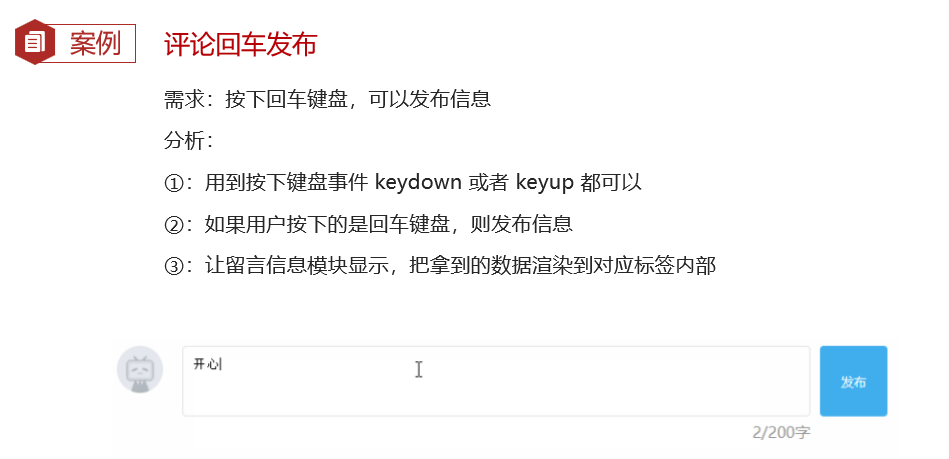 案例
评论回车发布
需求：按下回车键盘，可以发布信息
分析：
①：用到按下键盘事件 keydown 或者 keyup 都可以
②：如果用户按下的是回车键盘，则发布信息
③：让留言信息模块显示，把拿到的数据渲染到对应标签内部
开心
发布
2/200字